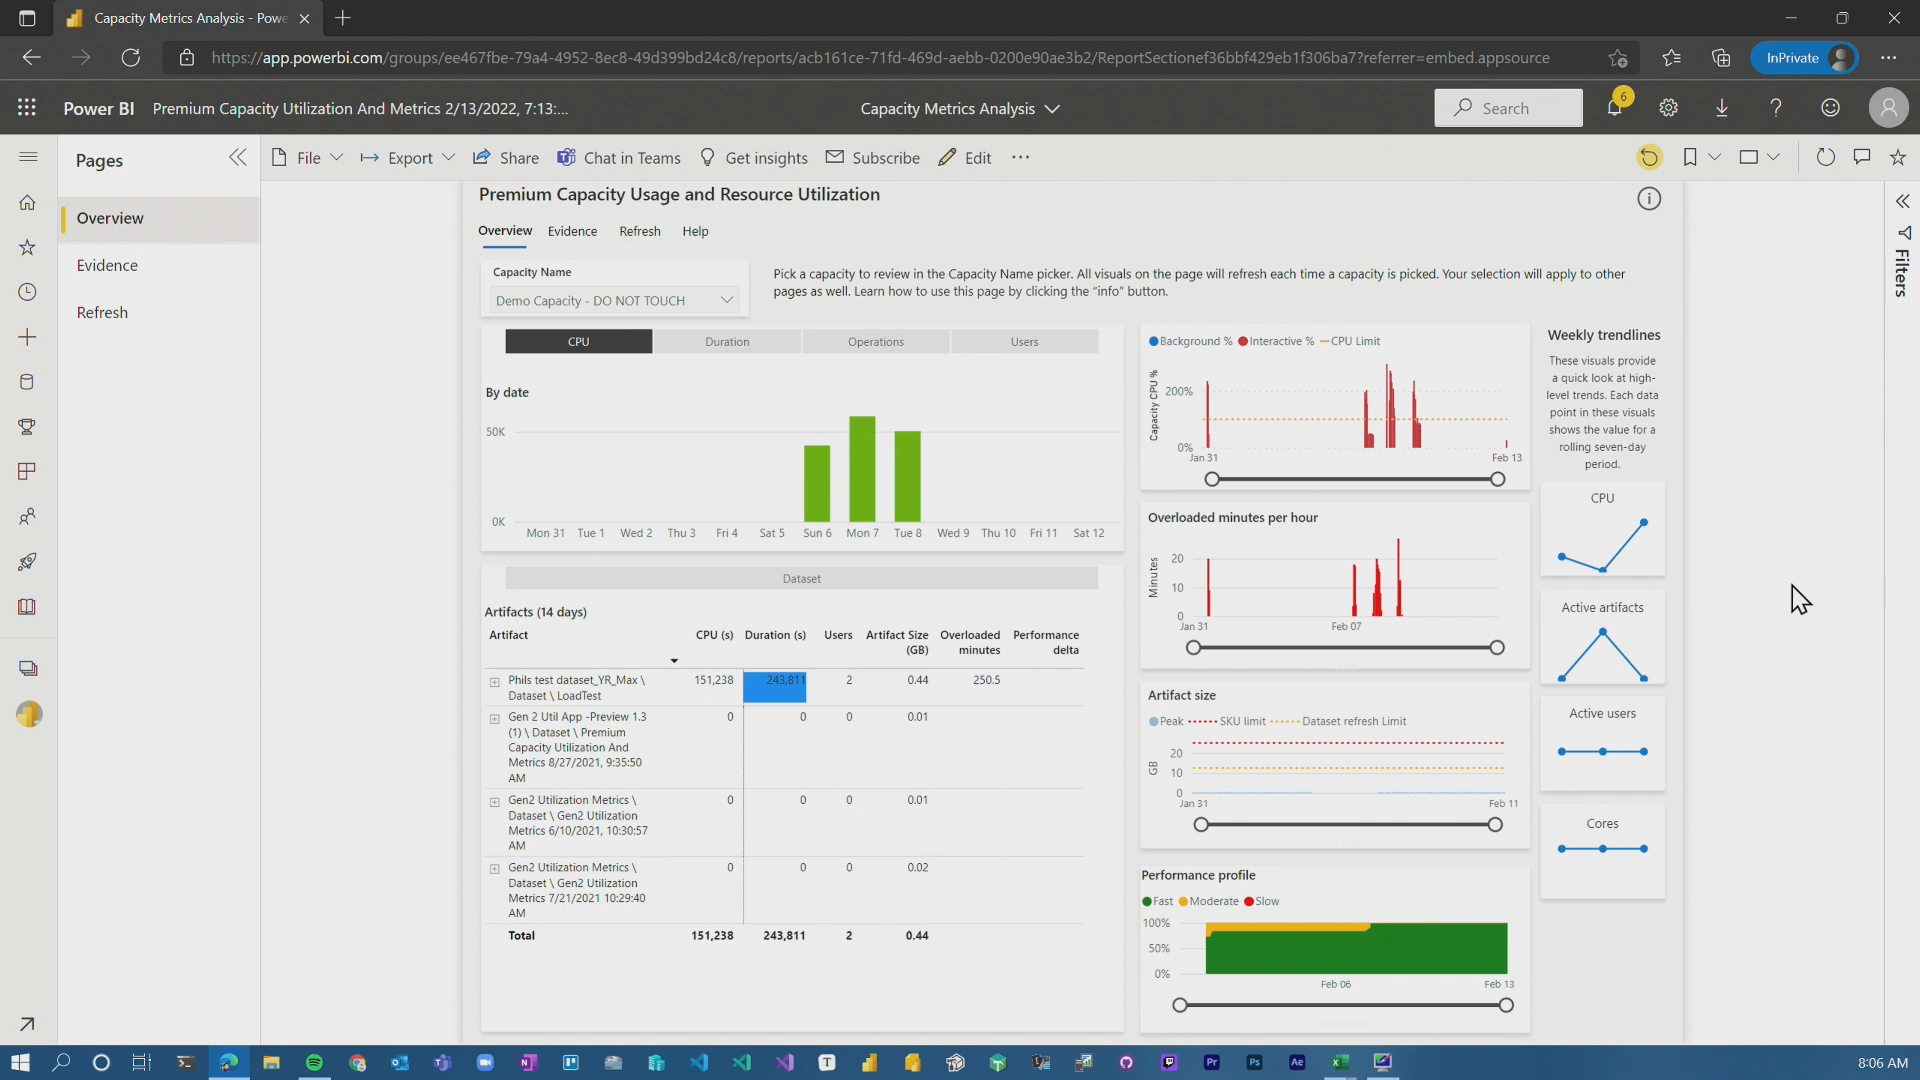 Capacity Metrics Analysis - Powe
https://app.powerbi.com/groups/ee467fbe-79a4-4952-8ec8-49d399bd24c8/reports/acb161ce-71fd-469d-aebb-0200e90ae3b2/ReportSectionef36bbf429eb1f306ba7?referrer=embed.appsource
InPrivate
Power BI Premium Capacity Utilization And Metrics 2/13/2022, 7:13:...
Capacity Metrics Analysis
Search
6
Pages
File
Export
Share
Chat in Teams
Get insights
Subscribe
Edit
Overview
Evidence
Refresh
Filters
Premium Capacity Usage and Resource Utilization
Overview Evidence Refresh Help
Capacity Name
Demo Capacity - DO NOT TOUCH
Pick a capacity to review in the Capacity Name picker. All visuals on the page will refresh each time a capacity is picked. Your selection will apply to other
pages as well. Learn how to use this page by clicking the "info" button.
CPU Duration Operations Users
By date
50K
0K
Mon 31 Tue 1 Wed 2 Thu 3 Fri 4 Sat 5 Sun 6 Mon 7 Tue 8 Wed 9 Thu 10 Fri 11 Sat 12
Dataset
Artifacts (14 days)
Artifact CPU (s) Duration (s) Users Artifact Size (GB) Overloaded minutes Performance delta
Phils test dataset_YR_Max \ 151,238 243,811 2 0.44 250.5
Dataset \ LoadTest
Gen 2 Util App -Preview 1.3 0 0 0 0.01
(1) \ Dataset \ Premium
Capacity Utilization And
Metrics 8/27/2021, 9:35:50
AM
Gen2 Utilization Metrics \ 0 0 0 0.01
Dataset \ Gen2 Utilization
Metrics 6/10/2021, 10:30:57
AM
Gen2 Utilization Metrics \ 0 0 0 0.02
Dataset \ Gen2 Utilization
Metrics 7/21/2021 10:29:40
AM
Total 151,238 243,811 2 0.44
Background % Interactive % CPU Limit
Capacity CPU %
200%
0%
Jan 31 Feb 13
Overloaded minutes per hour
Minutes
20
10
0
Jan 31 Feb 07
Artifact size
Peak SKU limit Dataset refresh Limit
GB
20
10
0
Jan 31 Feb 11
Performance profile
Fast Moderate Slow
100%
50%
0%
Feb 06 Feb 13
Weekly trendlines
These visuals provide
a quick look at high-
level trends. Each data
point in these visuals
shows the value for a
rolling seven-day
period.
CPU
Active artifacts
Active users
Cores
8:06 AM